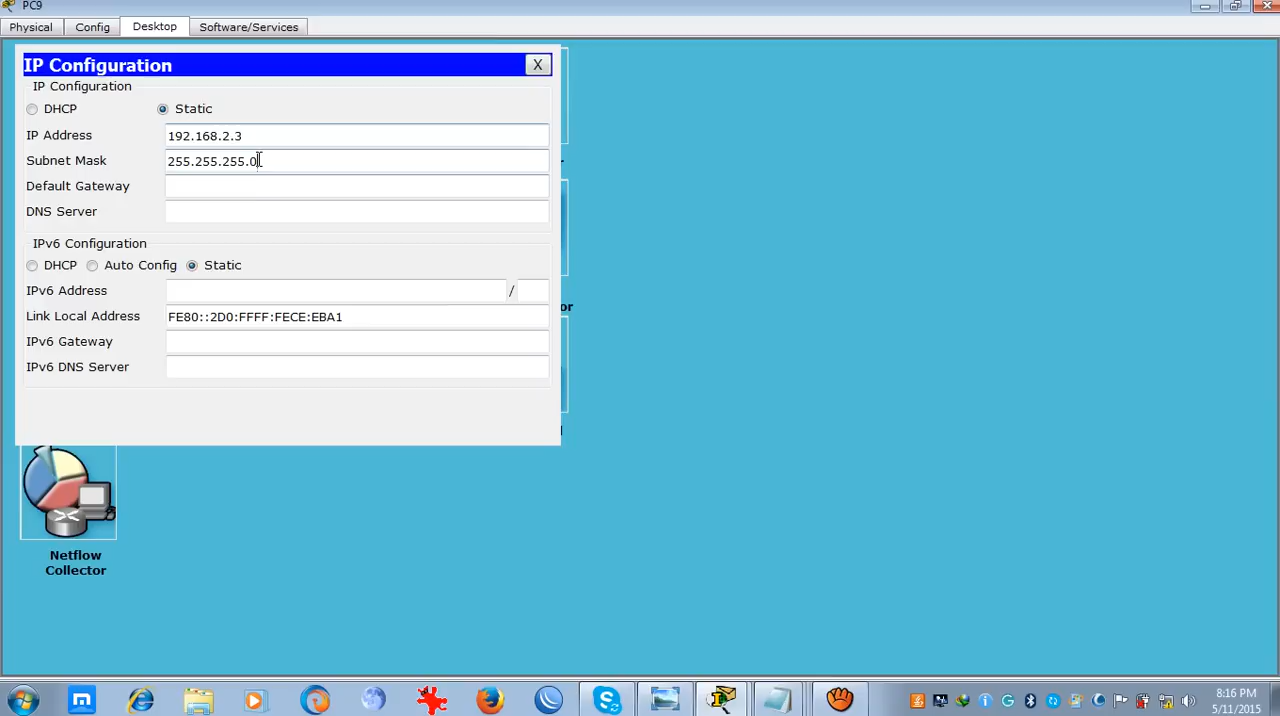 PC9
Physical Config Desktop Software/Services
IP Configuration X
IP Configuration
DHCP Static
IP Address 192.168.2.3
Subnet Mask 255.255.255.0
Default Gateway
DNS Server
IPv6 Configuration
DHCP Auto Config Static
IPv6 Address /
Link Local Address FE80::2D0:FFFF:FECE:EBA1
IPv6 Gateway
IPv6 DNS Server
or
Netflow
Collector
8:16 PM
5/11/2015